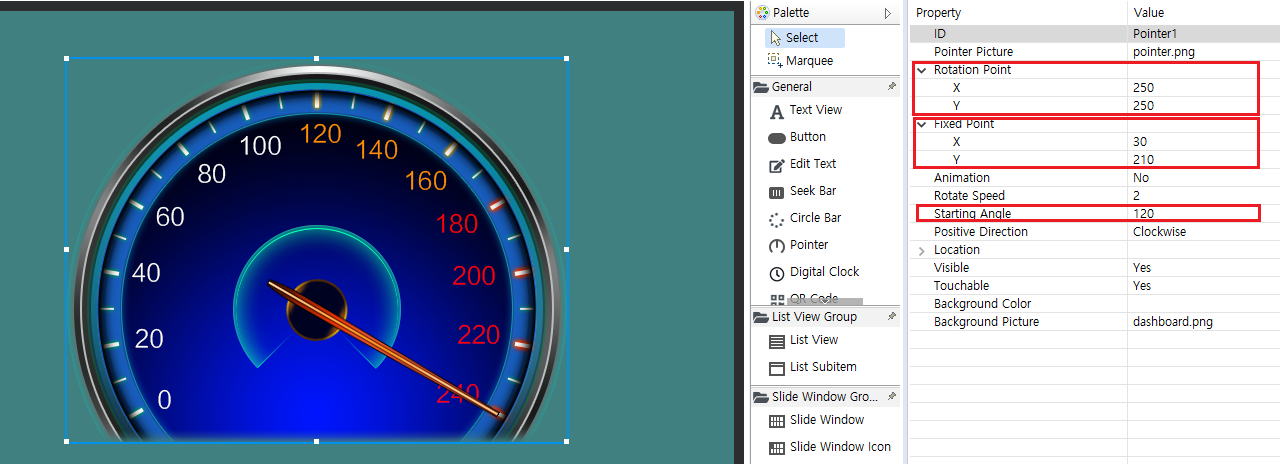 120
100
140
80
160
60
180
40
200
20
220
0
240
Palette
Select
Marquee
General
Text View
Button
Edit Text
Seek Bar
Circle Bar
Pointer
Digital Clock
QR Code
List View Group
List View
List Subitem
Slide Window Gro...
Slide Window
Slide Window Icon
Property Value
ID Pointer1
Pointer Picture pointer.png
Rotation Point
X 250
Y 250
Fixed Point
X 30
Y 210
Animation No
Rotate Speed 2
Starting Angle 120
Positive Direction Clockwise
Location
Visible Yes
Touchable Yes
Background Color
Background Picture dashboard.png